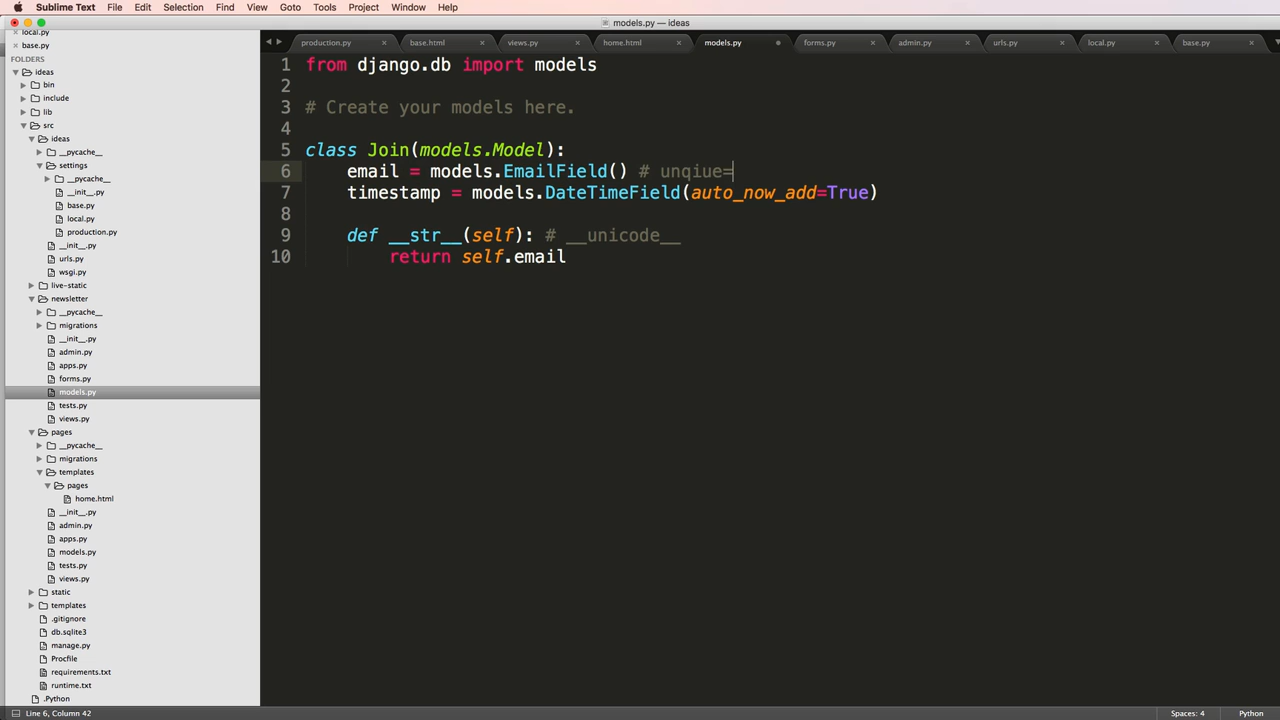 Sublime Text File Edit Selection Find View Goto Tools Project Window Help
models.py — ideas
local.py
base.py
FOLDERS
ideas
bin
include
lib
src
ideas
__pycache__
settings
__pycache__
__init__.py
base.py
local.py
production.py
__init__.py
urls.py
wsgi.py
live-static
newsletter
__pycache__
migrations
__init__.py
admin.py
apps.py
forms.py
models.py
tests.py
views.py
pages
__pycache__
migrations
templates
pages
home.html
__init__.py
admin.py
apps.py
models.py
tests.py
views.py
static
templates
.gitignore
db.sqlite3
manage.py
Procfile
requirements.txt
runtime.txt
.Python
production.py base.html views.py home.html models.py forms.py admin.py urls.py local.py base.py
1 from django.db import models
2
3 # Create your models here.
4
5 class Join(models.Model):
6 email = models.EmailField() # unqiue=
7 timestamp = models.DateTimeField(auto_now_add=True)
8
9 def __str__(self): # __unicode__
10 return self.email
Line 6, Column 42 Spaces: 4 Python